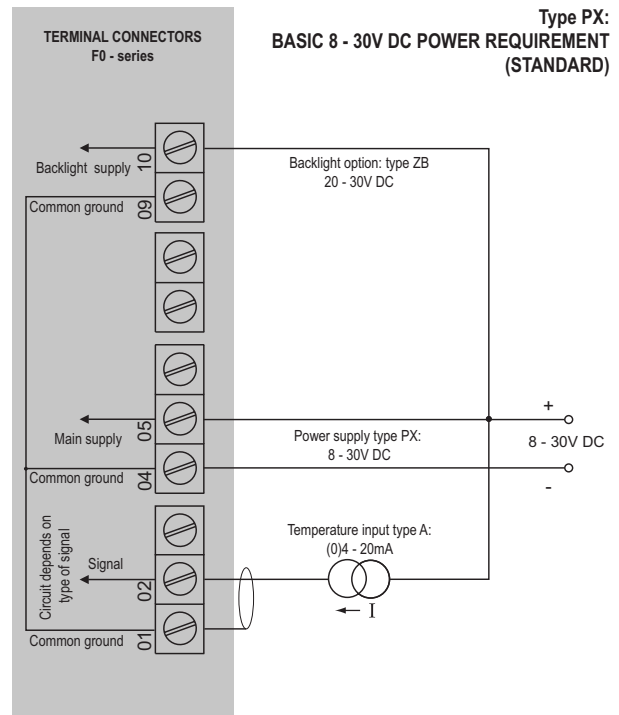 Type PX:
BASIC 8 - 30V DC POWER REQUIREMENT
(STANDARD)
TERMINAL CONNECTORS
F0 - series
Backlight supply
10
Backlight option: type ZB
20 - 30V DC
Common ground
09
Main supply
05
Power supply type PX:
8 - 30V DC
+
8 - 30V DC
-
Common ground
04
Circuit depends on
type of signal
Signal
02
Temperature input type A:
(0)4 - 20mA
I
Common ground
01